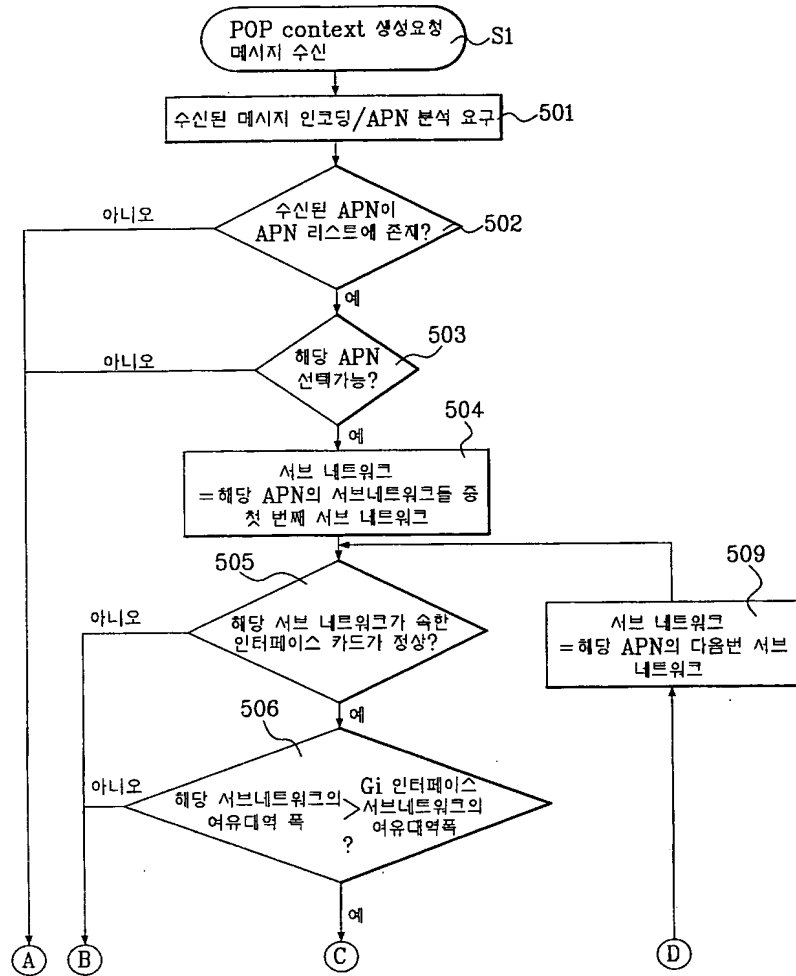 POP context 생성요청
메시지 수신
S1
수신된 메시지 인코딩/APN 분석 요구
501
아니오
수신된 APN이
APN 리스트에 존재?
502
예
아니오
해당 APN
선택가능?
503
예
504
서브 네트워크
=해당 APN의 서브네트워크들 중
첫 번째 서브 네트워크
505
509
아니오
해당 서브 네트워크가 속한
인터페이스 카드가 정상?
서브 네트워크
=해당 APN의 다음번 서브
네트워크
예
506
아니오
해당 서브네트워크의
여유대역 폭
>
Gi 인터페이스
서브네트워크의
여유대역폭
?
예
A
B
C
D